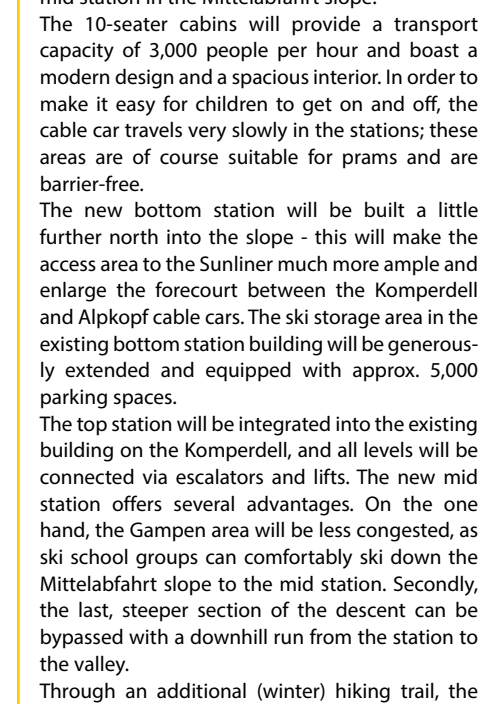 mid station in the Mittelabfahrt slope.
The 10-seater cabins will provide a transport
capacity of 3,000 people per hour and boast a
modern design and a spacious interior. In order to
make it easy for children to get on and off, the
cable car travels very slowly in the stations; these
areas are of course suitable for prams and are
barrier-free.
The new bottom station will be built a little
further north into the slope - this will make the
access area to the Sunliner much more ample and
enlarge the forecourt between the Komperdell
and Alpkopf cable cars. The ski storage area in the
existing bottom station building will be generous-
ly extended and equipped with approx. 5,000
parking spaces.
The top station will be integrated into the existing
building on the Komperdell, and all levels will be
connected via escalators and lifts. The new mid
station offers several advantages. On the one
hand, the Gampen area will be less congested, as
ski school groups can comfortably ski down the
Mittelabfahrt slope to the mid station. Secondly,
the last, steeper section of the descent can be
bypassed with a downhill run from the station to
the valley.
Through an additional (winter) hiking trail, the